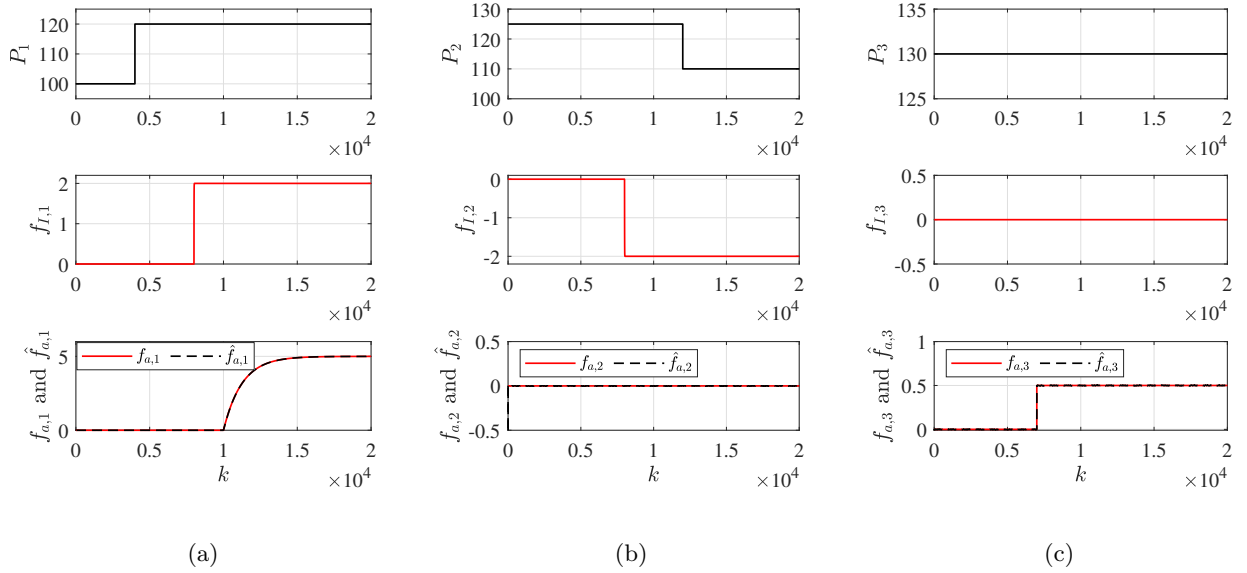 P_1
120
110
100
0 0.5 1 1.5 2
×10^4
f_{I,1}
2
1
0
0 0.5 1 1.5 2
×10^4
f_{a,1} and \hat{f}_{a,1}
f_{a,1} \hat{f}_{a,1}
5
0
0 0.5 1 1.5 2
k
×10^4
(a)
P_2
130
120
110
100
0 0.5 1 1.5 2
×10^4
f_{I,2}
0
-1
-2
0 0.5 1 1.5 2
×10^4
f_{a,2} and \hat{f}_{a,2}
0.5
f_{a,2} \hat{f}_{a,2}
0
-0.5
0 0.5 1 1.5 2
k
×10^4
(b)
P_3
135
130
125
0 0.5 1 1.5 2
×10^4
f_{I,3}
0.5
0
-0.5
0 0.5 1 1.5 2
×10^4
f_{a,3} and \hat{f}_{a,3}
1
f_{a,3} \hat{f}_{a,3}
0.5
0
0 0.5 1 1.5 2
k
×10^4
(c)